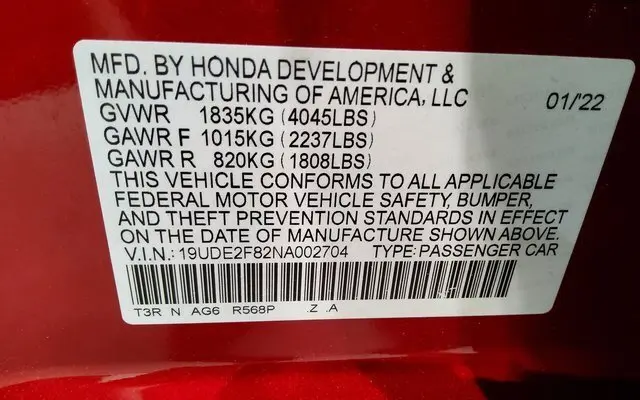 MFD. BY HONDA DEVELOPMENT &
MANUFACTURING OF AMERICA, LLC 01/'22
GVWR 1835KG (4045LBS)
GAWR F 1015KG (2237LBS)
GAWR R 820KG (1808LBS)
THIS VEHICLE CONFORMS TO ALL APPLICABLE
FEDERAL MOTOR VEHICLE SAFETY, BUMPER,
AND THEFT PREVENTION STANDARDS IN EFFECT
ON THE DATE OF MANUFACTURE SHOWN ABOVE.
V.I.N.: 19UDE2F82NA002704 TYPE: PASSENGER CAR
T3R N AG6 R568P .Z .A